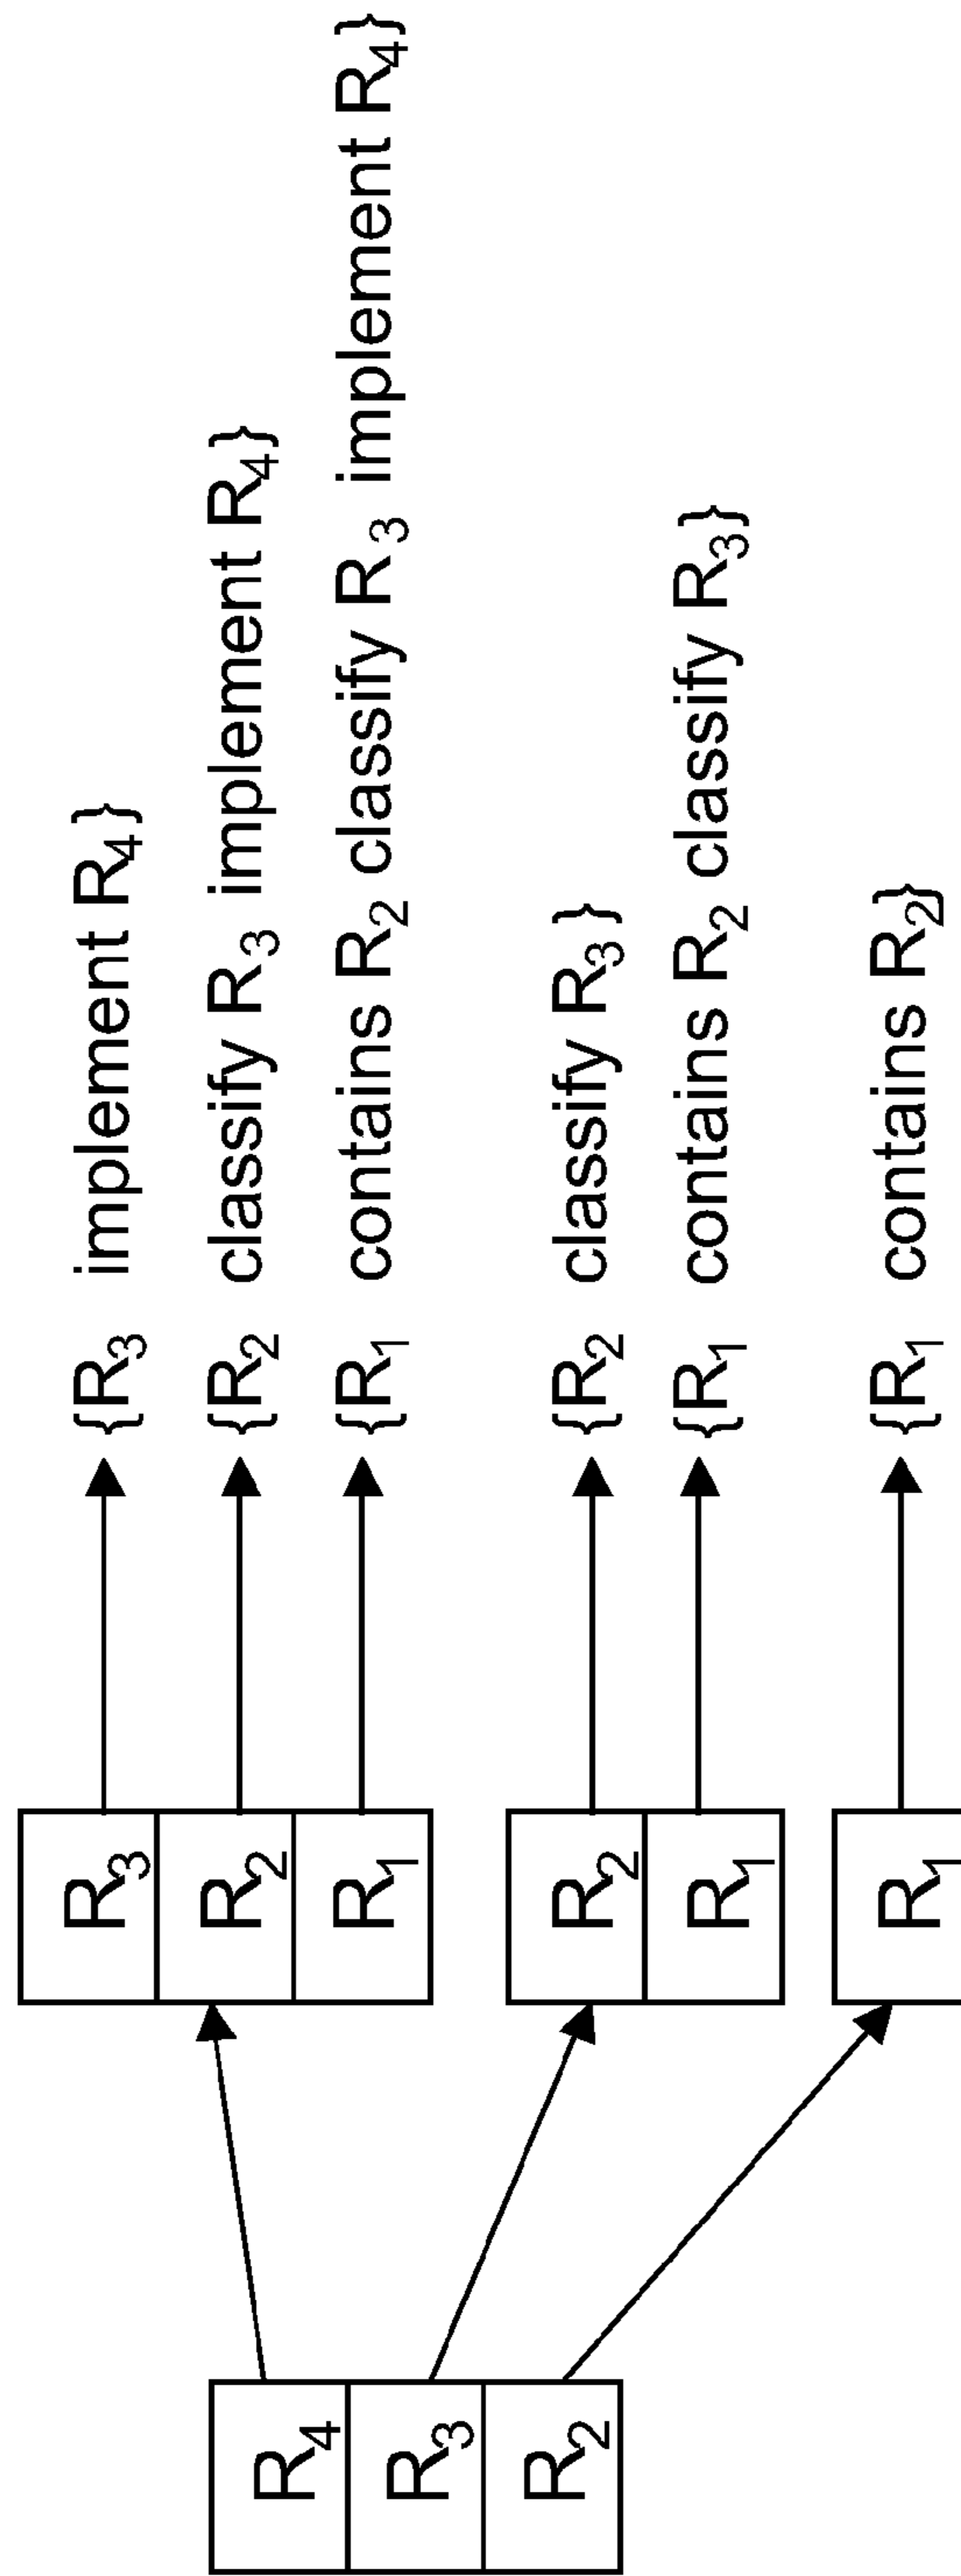 R₄
R₃
R₂
R₃
R₂
R₁
R₂
R₁
R₁
{R₃ implement R₄}
{R₂ classify R₃ implement R₄}
{R₁ contains R₂ classify R₃ implement R₄}
{R₂ classify R₃}
{R₁ contains R₂ classify R₃}
{R₁ contains R₂}